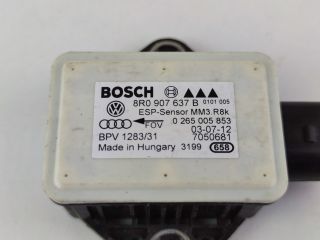 BOSCH
8R0 907 637 B 0101 005
ESP-Sensor MM3.R8k
FOV 0 265 005 853
03-07-12
BPV 1283/31 7050681
Made in Hungary 3199 658